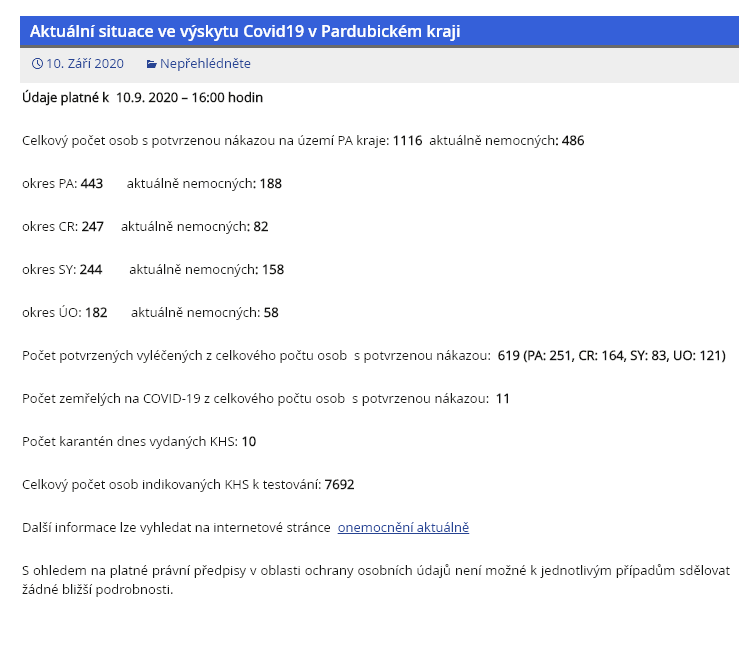 Aktuální situace ve výskytu Covid19 v Pardubickém kraji
10. Září 2020 Nepřehlédněte
Údaje platné k 10.9. 2020 – 16:00 hodin
Celkový počet osob s potvrzenou nákazou na území PA kraje: 1116 aktuálně nemocných: 486
okres PA: 443 aktuálně nemocných: 188
okres CR: 247 aktuálně nemocných: 82
okres SY: 244 aktuálně nemocných: 158
okres ÚO: 182 aktuálně nemocných: 58
Počet potvrzených vyléčených z celkového počtu osob s potvrzenou nákazou: 619 (PA: 251, CR: 164, SY: 83, UO: 121)
Počet zemřelých na COVID-19 z celkového počtu osob s potvrzenou nákazou: 11
Počet karantén dnes vydaných KHS: 10
Celkový počet osob indikovaných KHS k testování: 7692
Další informace lze vyhledat na internetové stránce onemocnění aktuálně
S ohledem na platné právní předpisy v oblasti ochrany osobních údajů není možné k jednotlivým případům sdělovat
žádné bližší podrobnosti.